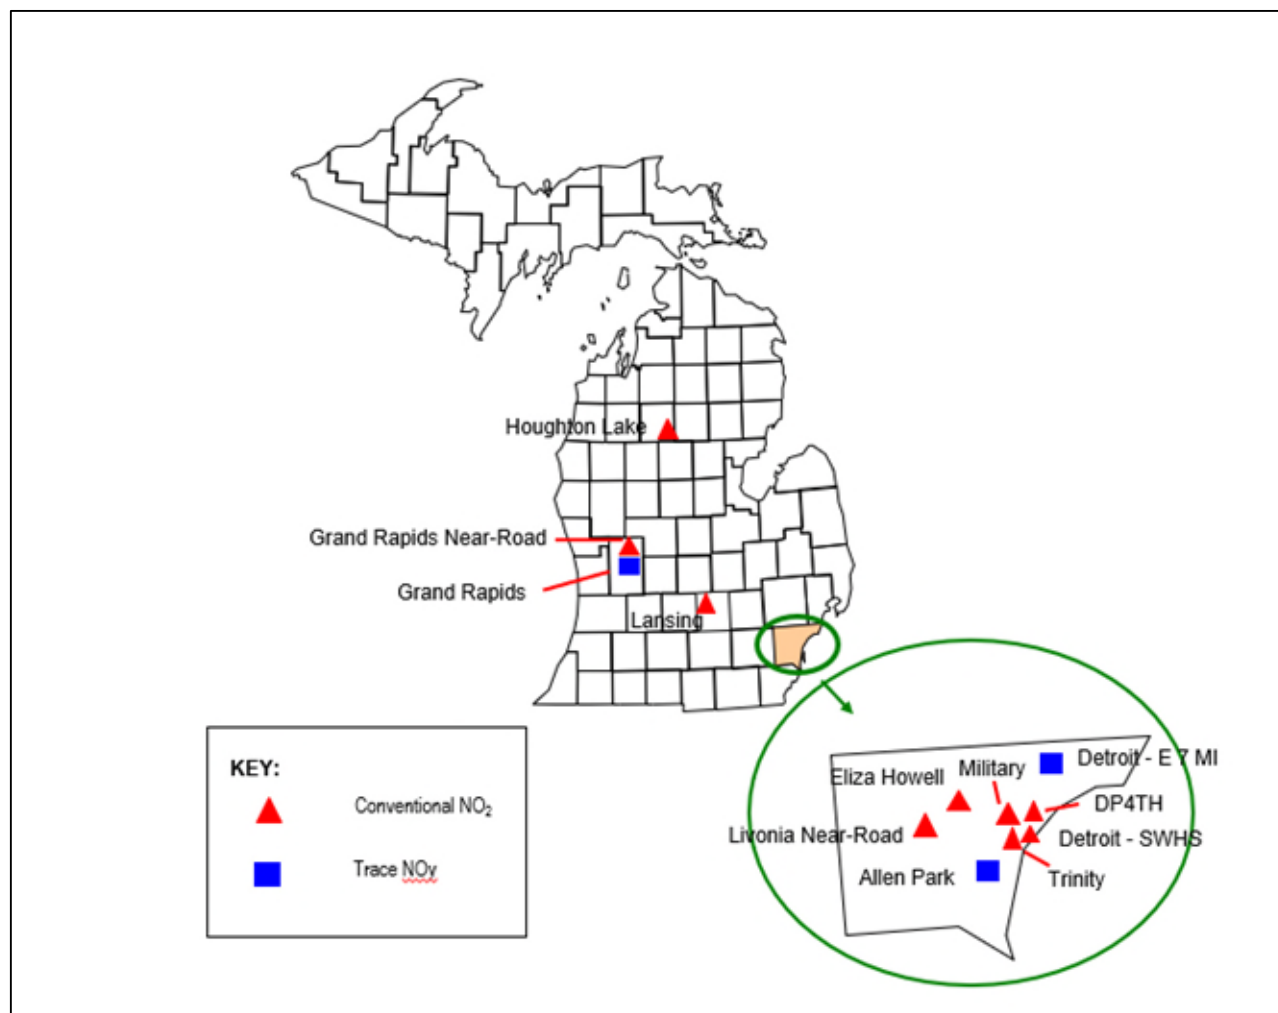 Houghton Lake
Grand Rapids Near-Road
Grand Rapids
Lansing
KEY:
Conventional NO₂
Trace NOy
Detroit - E 7 MI
Military
Eliza Howell
DP4TH
Livonia Near-Road
Detroit - SWHS
Allen Park
Trinity